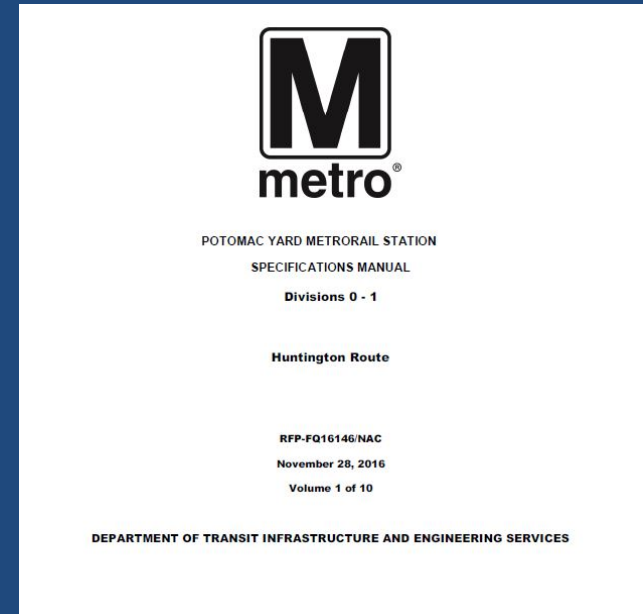 M
metro®
POTOMAC YARD METRORAIL STATION
SPECIFICATIONS MANUAL
Divisions 0 - 1
Huntington Route
RFP-FQ16146/NAC
November 28, 2016
Volume 1 of 10
DEPARTMENT OF TRANSIT INFRASTRUCTURE AND ENGINEERING SERVICES